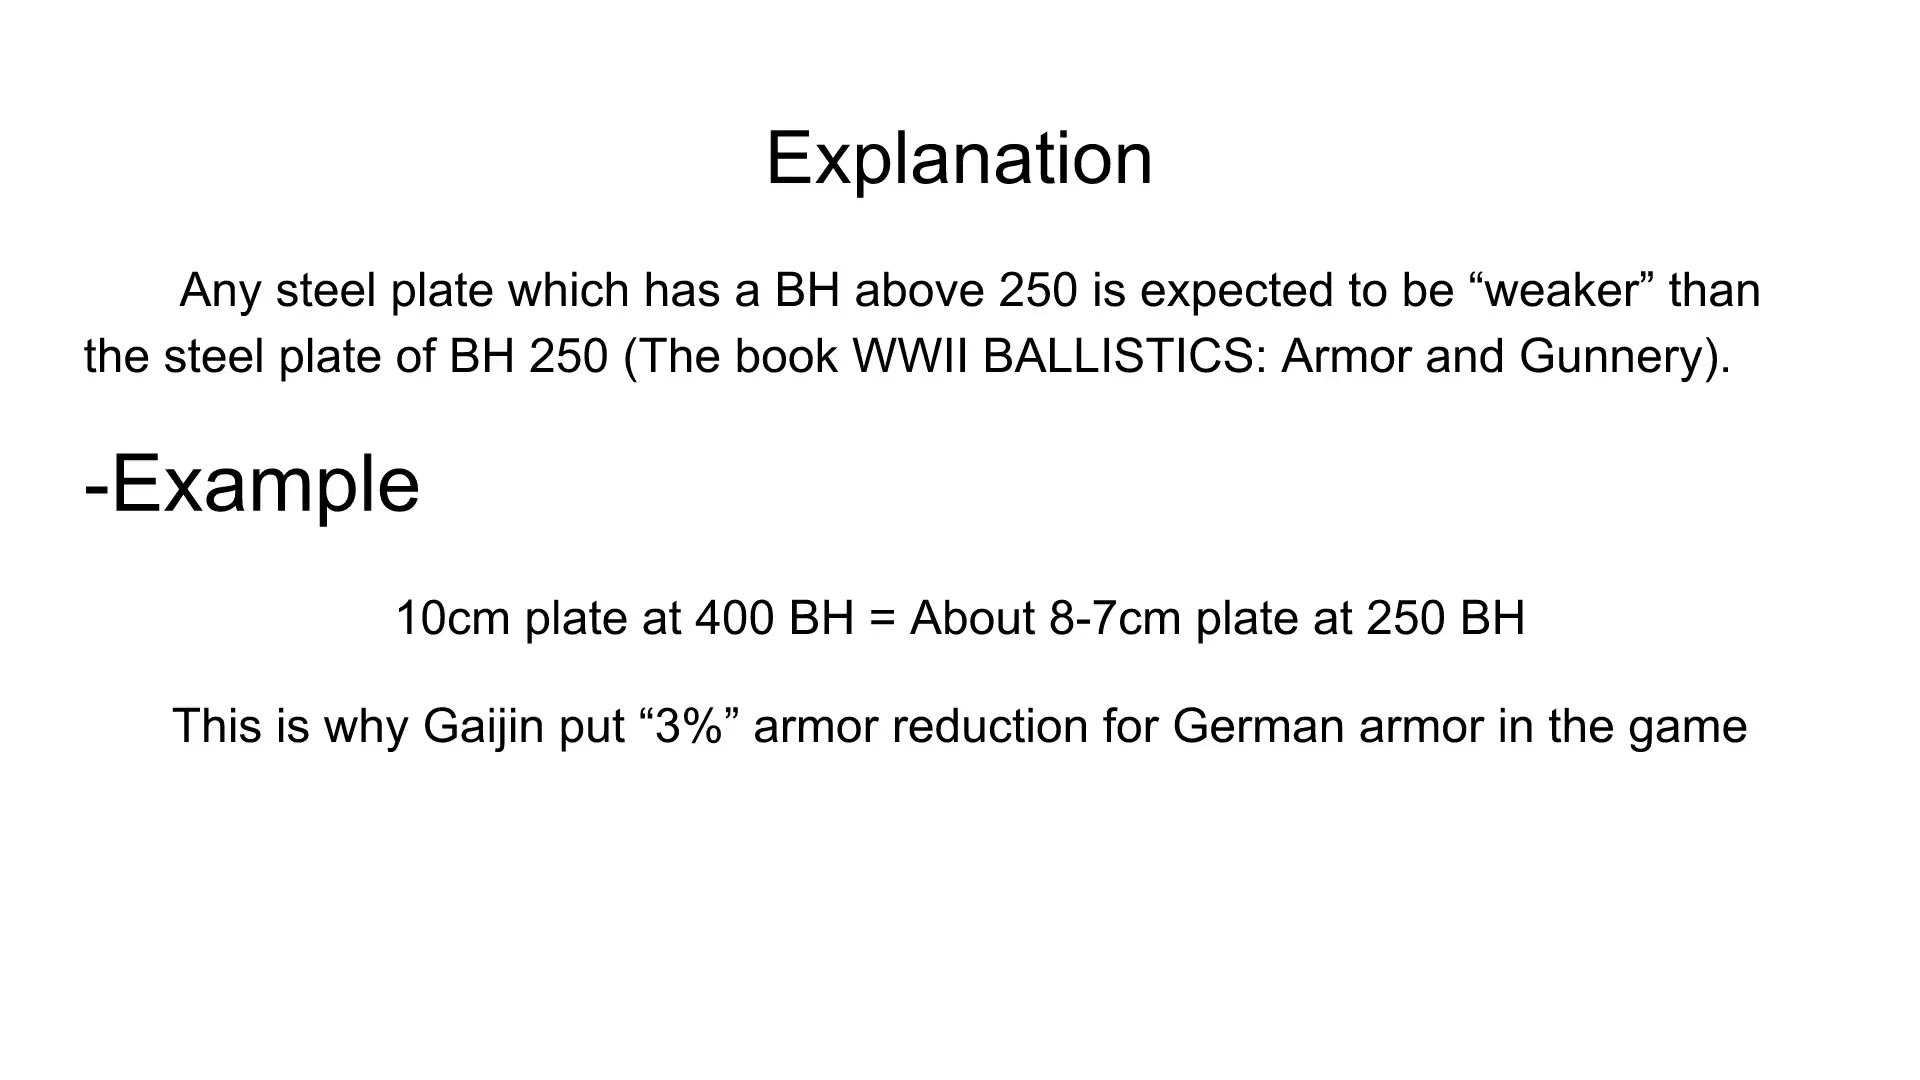 Explanation
Any steel plate which has a BH above 250 is expected to be “weaker” than
the steel plate of BH 250 (The book WWII BALLISTICS: Armor and Gunnery).
-Example
10cm plate at 400 BH = About 8-7cm plate at 250 BH
This is why Gaijin put “3%” armor reduction for German armor in the game